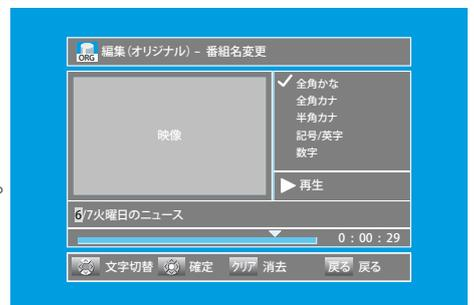 ORG 編集（オリジナル）－ 番組名変更
映像
全角かな
全角カナ
半角カナ
記号/英字
数字
再生
6/7火曜日のニュース
0：00：29
文字切替 確定 クリア 消去 戻る 戻る